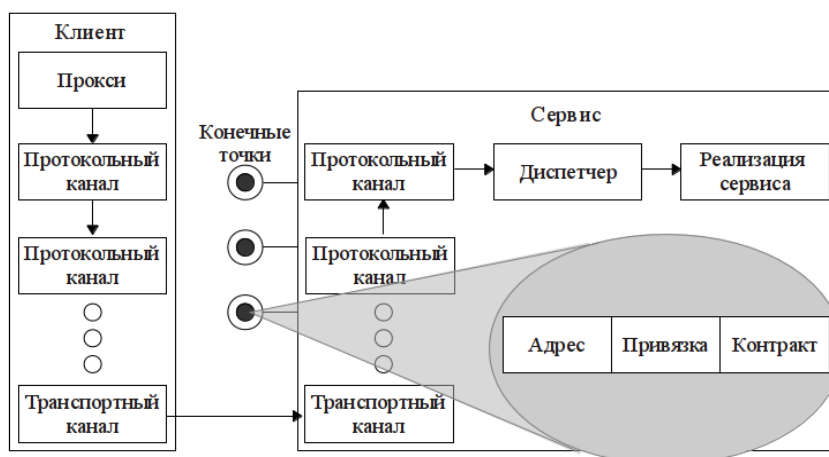 Клиент
Прокси
Протокольный
канал
Протокольный
канал
Транспортный
канал
Конечные
точки
Сервис
Протокольный
канал
Диспетчер
Реализация
сервиса
Протокольный
канал
Адрес
Привязка
Контракт
Транспортный
канал